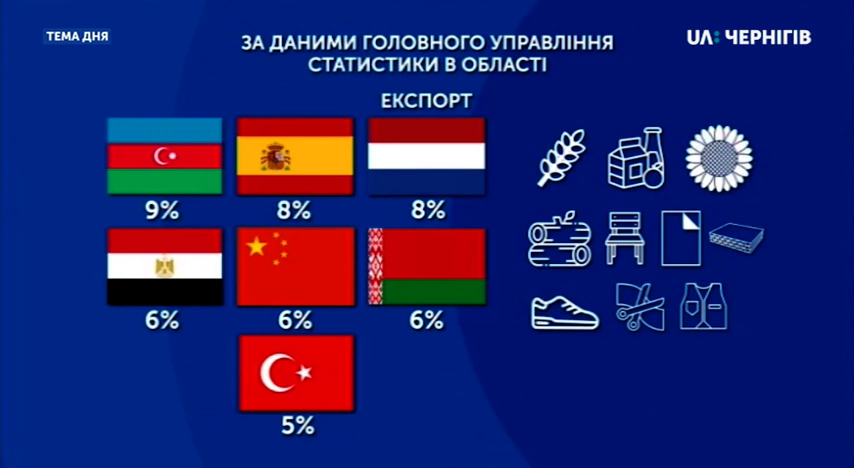 ТЕМА ДНЯ
UA: ЧЕРНІГІВ
ЗА ДАНИМИ ГОЛОВНОГО УПРАВЛІННЯ
СТАТИСТИКИ В ОБЛАСТІ
ЕКСПОРТ
9% 8% 8%
6% 6% 6%
5%